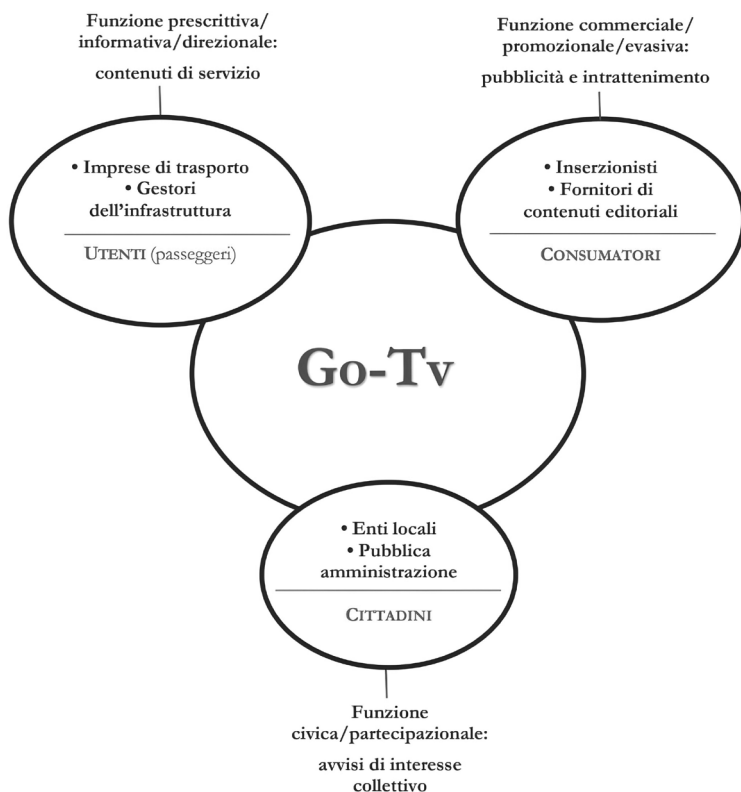 Funzione prescrittiva/
informativa/direzionale:
contenuti di servizio
• Imprese di trasporto
• Gestori
dell'infrastruttura
UTENTI (passeggeri)
Funzione commerciale/
promozionale/evasiva:
pubblicità e intrattenimento
• Inserzionisti
• Fornitori di
contenuti editoriali
CONSUMATORI
GO-TV
• Enti locali
• Pubblica
amministrazione
CITTADINI
Funzione
civica/partecipazionale:
avvisi di interesse
collettivo